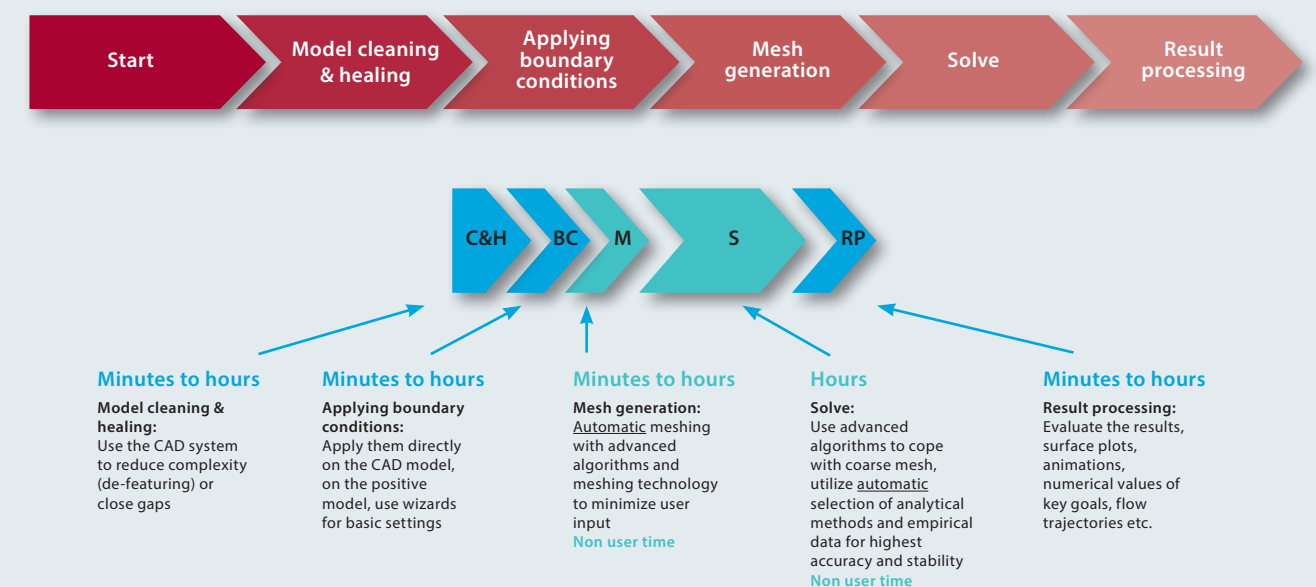 Start
Model cleaning
& healing
Applying
boundary
conditions
Mesh
generation
Solve
Result
processing
C&H
BC
M
S
RP
Minutes to hours
Model cleaning &
healing:
Use the CAD system
to reduce complexity
(de-featuring) or
close gaps
Minutes to hours
Applying boundary
conditions:
Apply them directly
on the CAD model,
on the positive
model, use wizards
for basic settings
Minutes to hours
Mesh generation:
Automatic meshing
with advanced
algorithms and
meshing technology
to minimize user
input
Non user time
Hours
Solve:
Use advanced
algorithms to cope
with coarse mesh,
utilize automatic
selection of analytical
methods and empirical
data for highest
accuracy and stability
Non user time
Minutes to hours
Result processing:
Evaluate the results,
surface plots,
animations,
numerical values of
key goals, flow
trajectories etc.